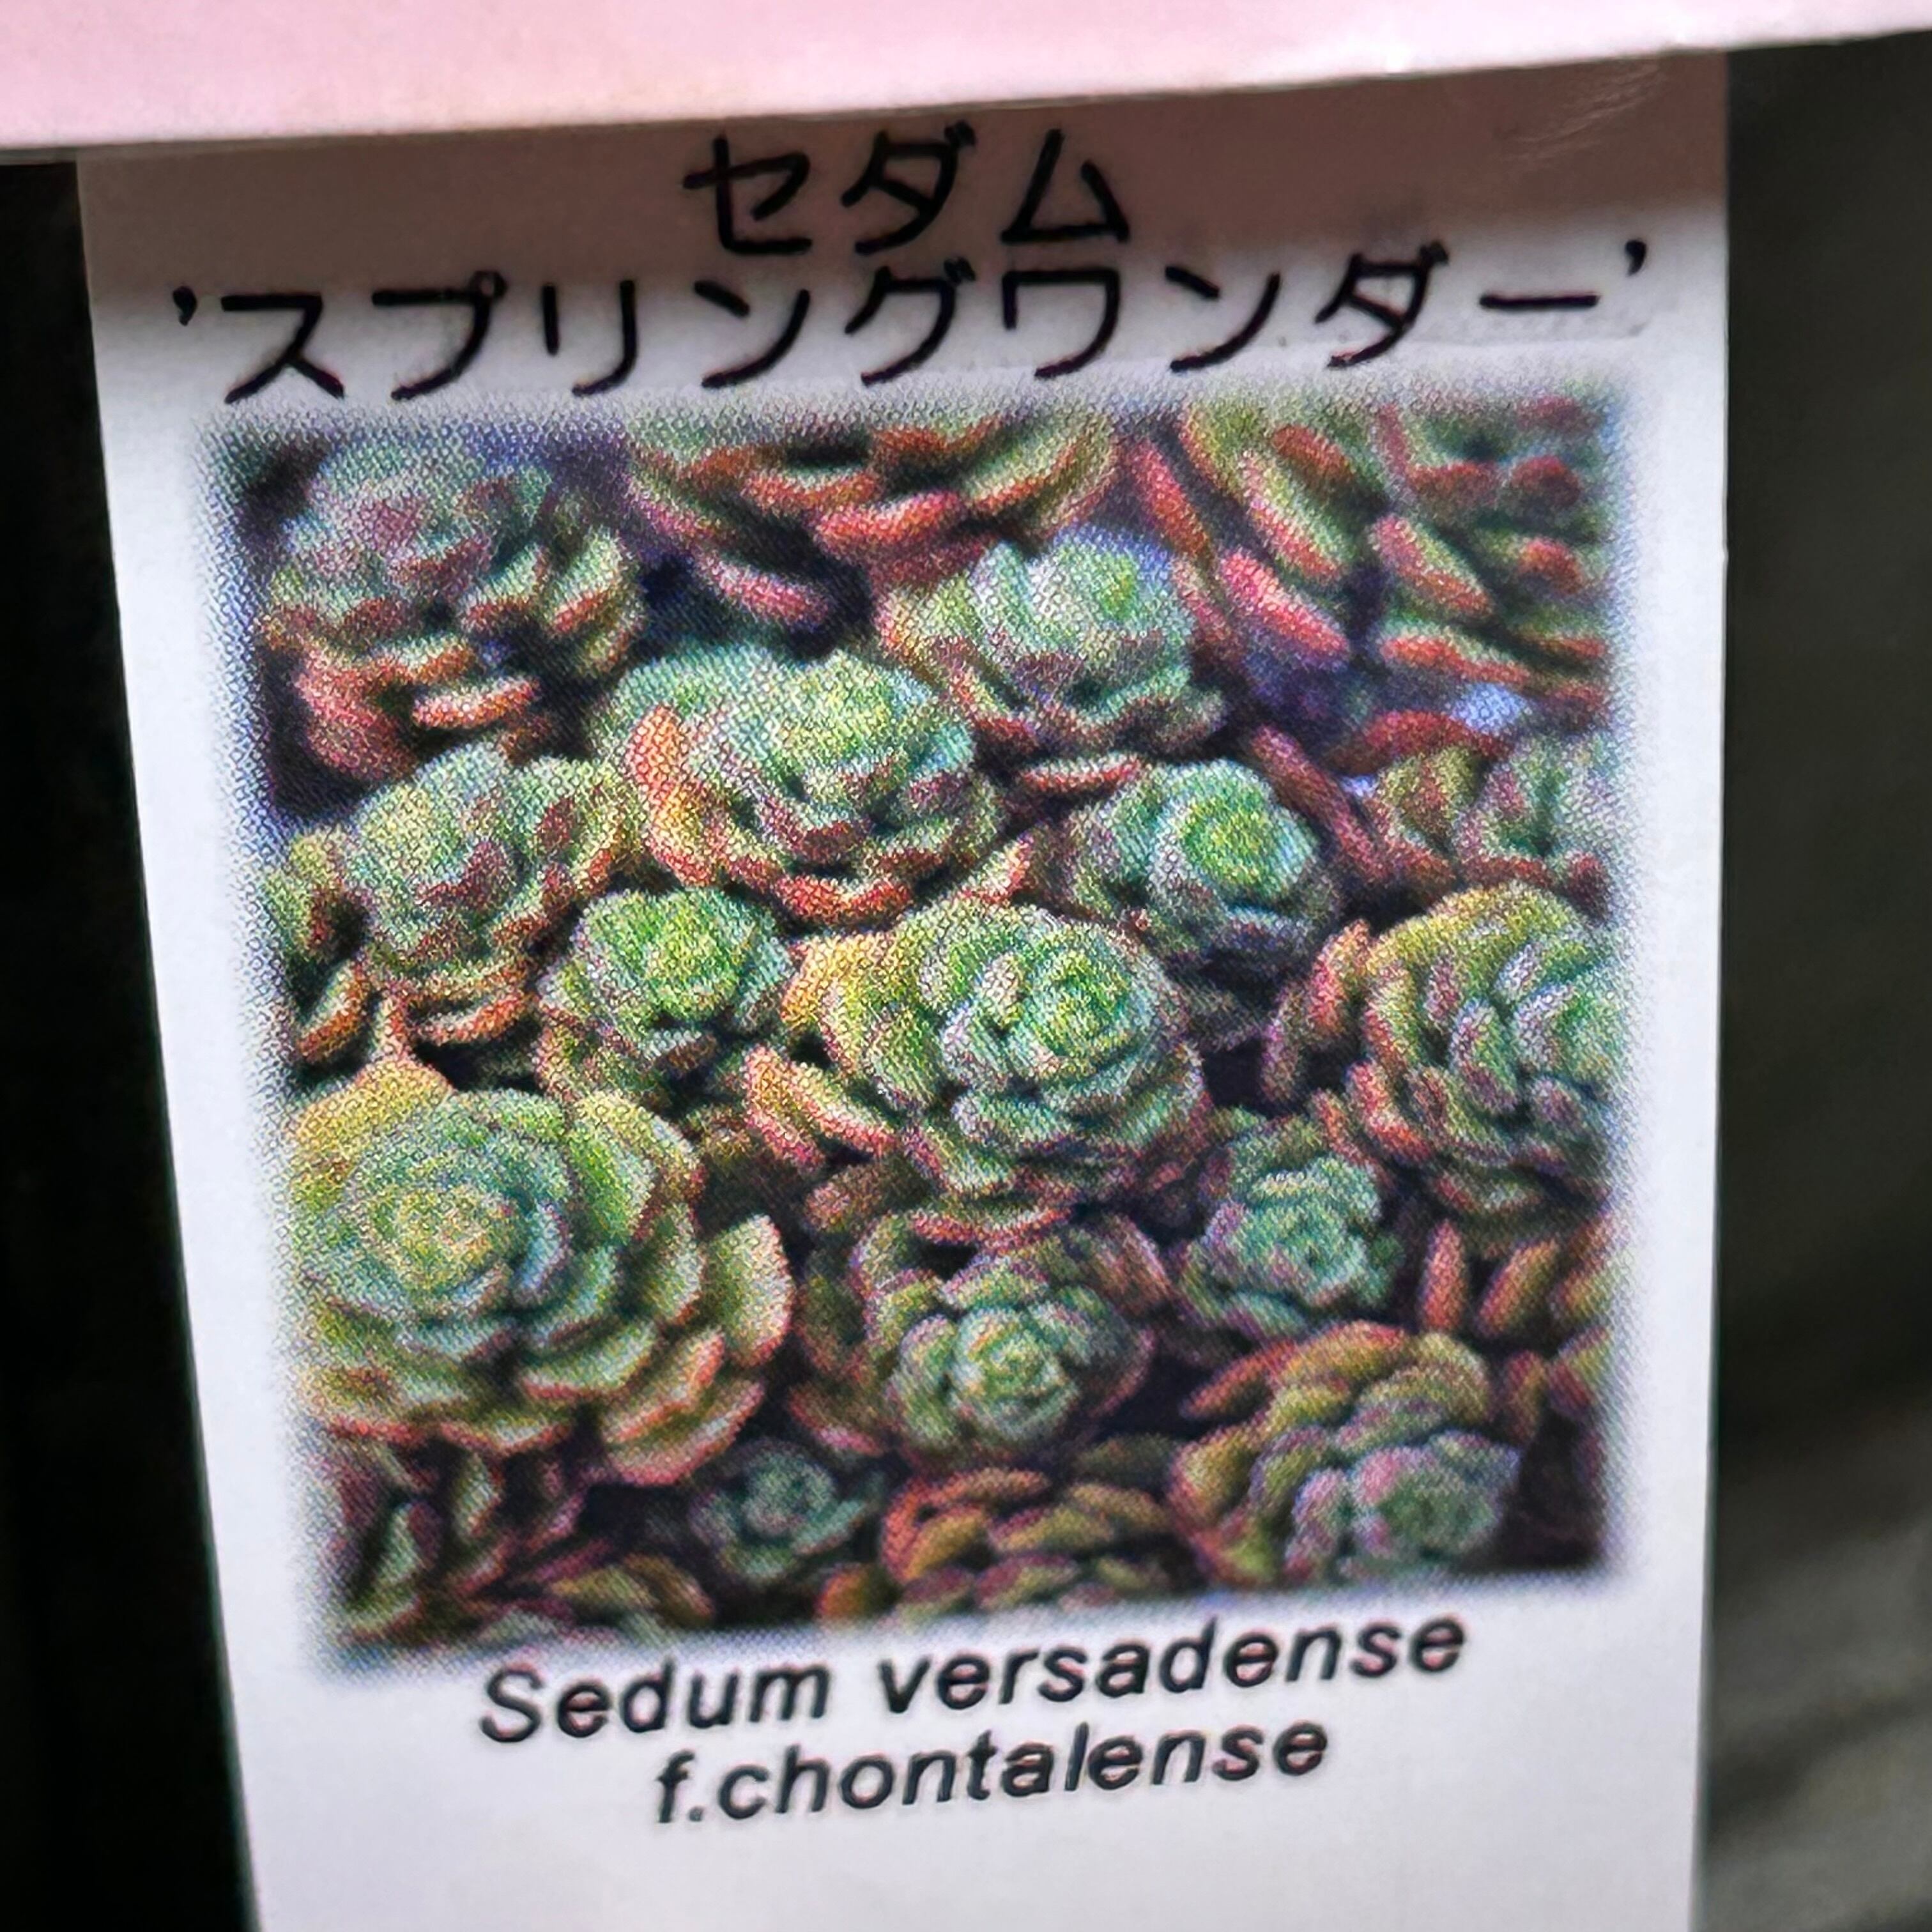 セダム
’スプリングワンダー’
Sedum versadense
f.chontalense